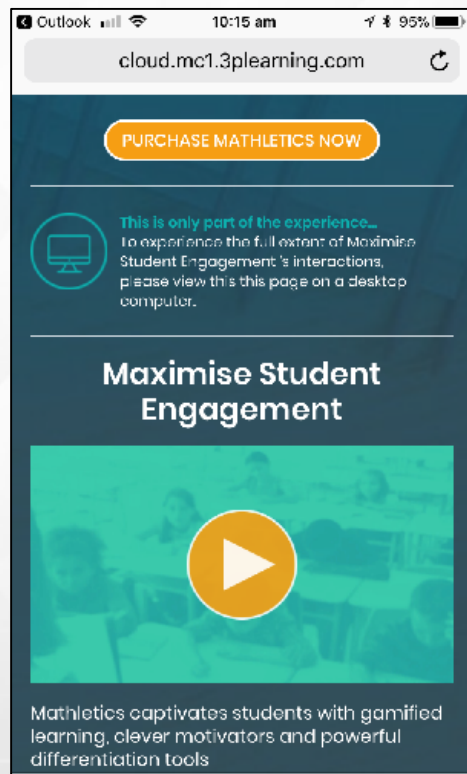 Outlook 10:15 am 95%
cloud.mc1.3plearning.com
PURCHASE MATHLETICS NOW
This is only part of the experience...
To experience the full extent of Maximise
Student Engagement 's interactions,
please view this this page on a desktop
computer.
Maximise Student
Engagement
Mathletics captivates students with gamified
learning, clever motivators and powerful
differentiation tools